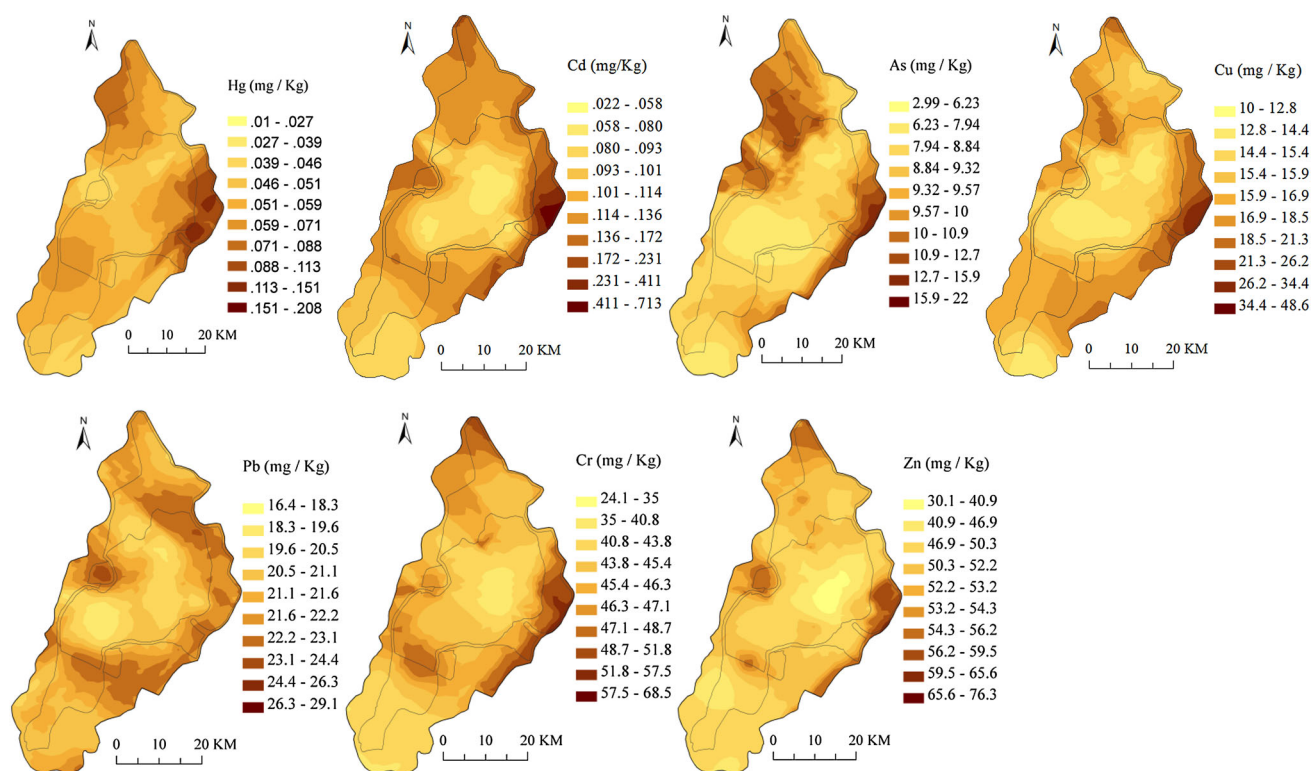 N
Hg (mg / Kg)
.01 - .027
.027 - .039
.039 - .046
.046 - .051
.051 - .059
.059 - .071
.071 - .088
.088 - .113
.113 - .151
.151 - .208
0 10 20 KM
N
Cd (mg/Kg)
.022 - .058
.058 - .080
.080 - .093
.093 - .101
.101 - .114
.114 - .136
.136 - .172
.172 - .231
.231 - .411
.411 - .713
0 10 20 KM
N
As (mg / Kg)
2.99 - 6.23
6.23 - 7.94
7.94 - 8.84
8.84 - 9.32
9.32 - 9.57
9.57 - 10
10 - 10.9
10.9 - 12.7
12.7 - 15.9
15.9 - 22
0 10 20 KM
N
Cu (mg / Kg)
10 - 12.8
12.8 - 14.4
14.4 - 15.4
15.4 - 15.9
15.9 - 16.9
16.9 - 18.5
18.5 - 21.3
21.3 - 26.2
26.2 - 34.4
34.4 - 48.6
0 10 20 KM
N
Pb (mg / Kg)
16.4 - 18.3
18.3 - 19.6
19.6 - 20.5
20.5 - 21.1
21.1 - 21.6
21.6 - 22.2
22.2 - 23.1
23.1 - 24.4
24.4 - 26.3
26.3 - 29.1
0 10 20 KM
N
Cr (mg / Kg)
24.1 - 35
35 - 40.8
40.8 - 43.8
43.8 - 45.4
45.4 - 46.3
46.3 - 47.1
47.1 - 48.7
48.7 - 51.8
51.8 - 57.5
57.5 - 68.5
0 10 20 KM
N
Zn (mg / Kg)
30.1 - 40.9
40.9 - 46.9
46.9 - 50.3
50.3 - 52.2
52.2 - 53.2
53.2 - 54.3
54.3 - 56.2
56.2 - 59.5
59.5 - 65.6
65.6 - 76.3
0 10 20 KM